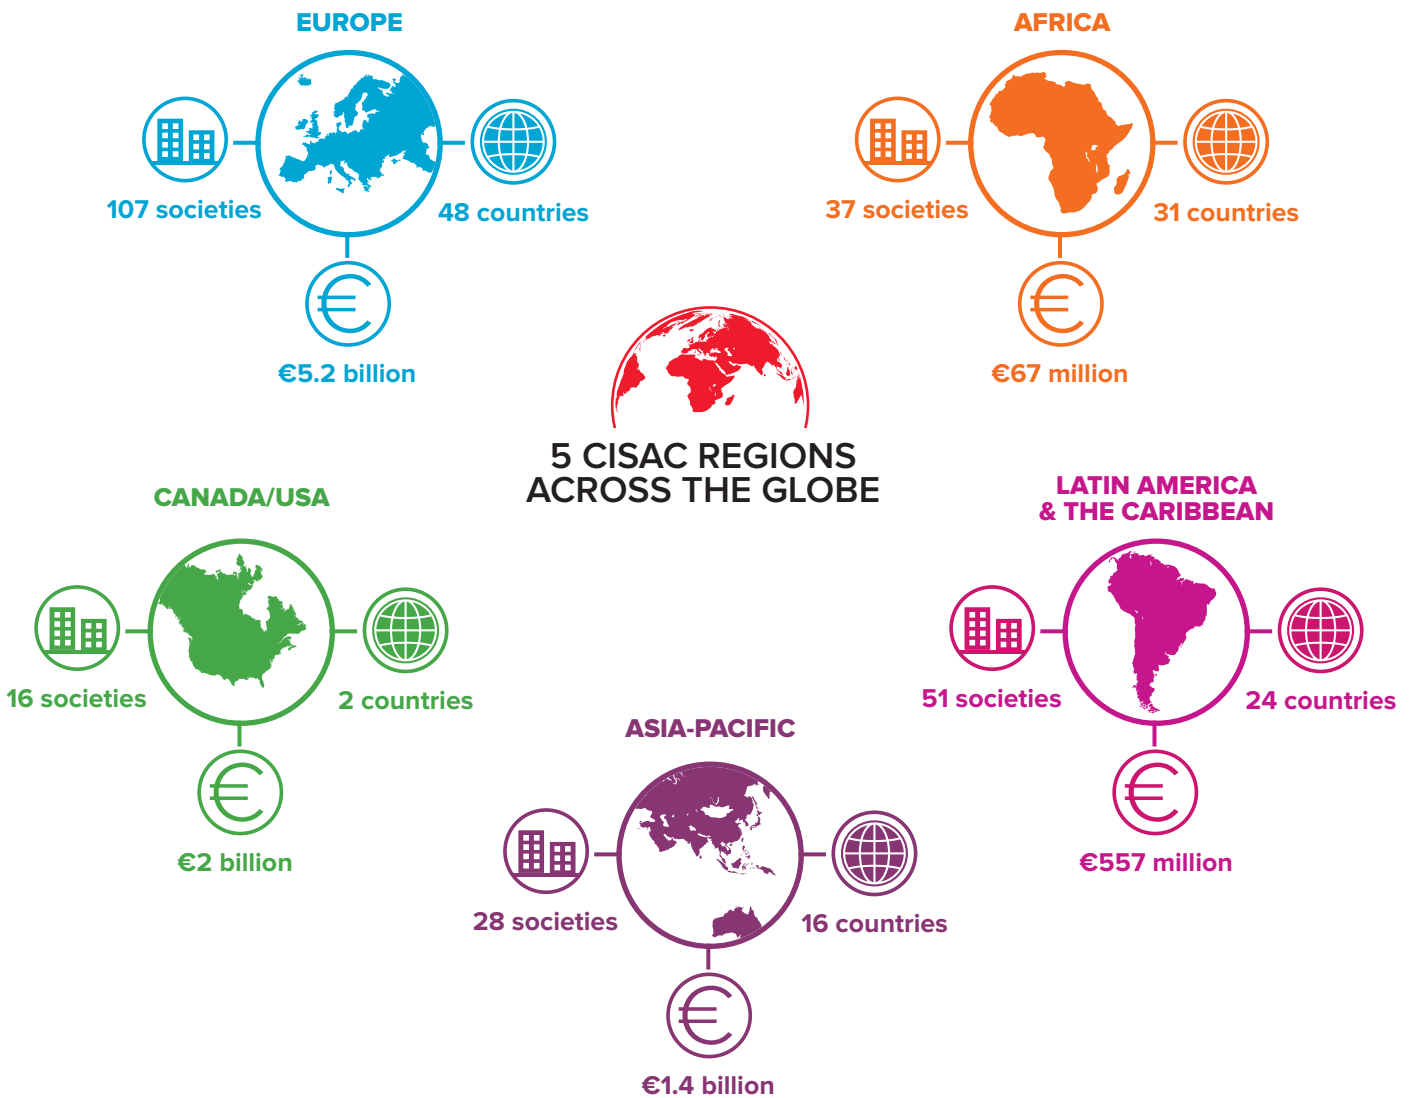 EUROPE
107 societies
48 countries
€5.2 billion
AFRICA
37 societies
31 countries
€67 million
5 CISAC REGIONS
ACROSS THE GLOBE
CANADA/USA
16 societies
2 countries
€2 billion
LATIN AMERICA
& THE CARIBBEAN
51 societies
24 countries
€557 million
ASIA-PACIFIC
28 societies
16 countries
€1.4 billion